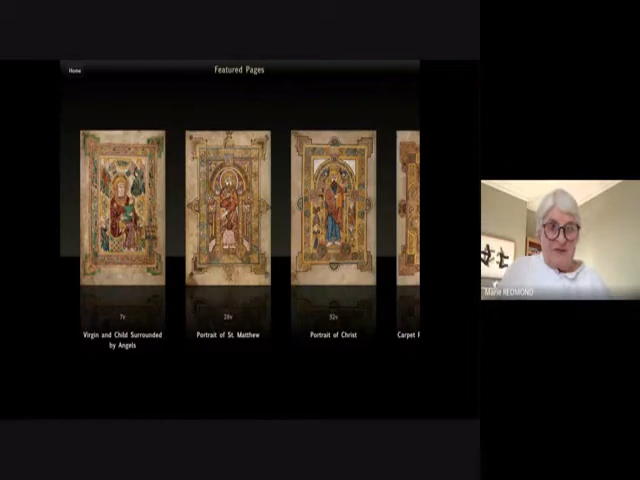 Home
Featured Pages
7v
28v
32v
Virgin and Child Surrounded
by Angels
Portrait of St. Matthew
Portrait of Christ
Carpet P
Marie REDMOND